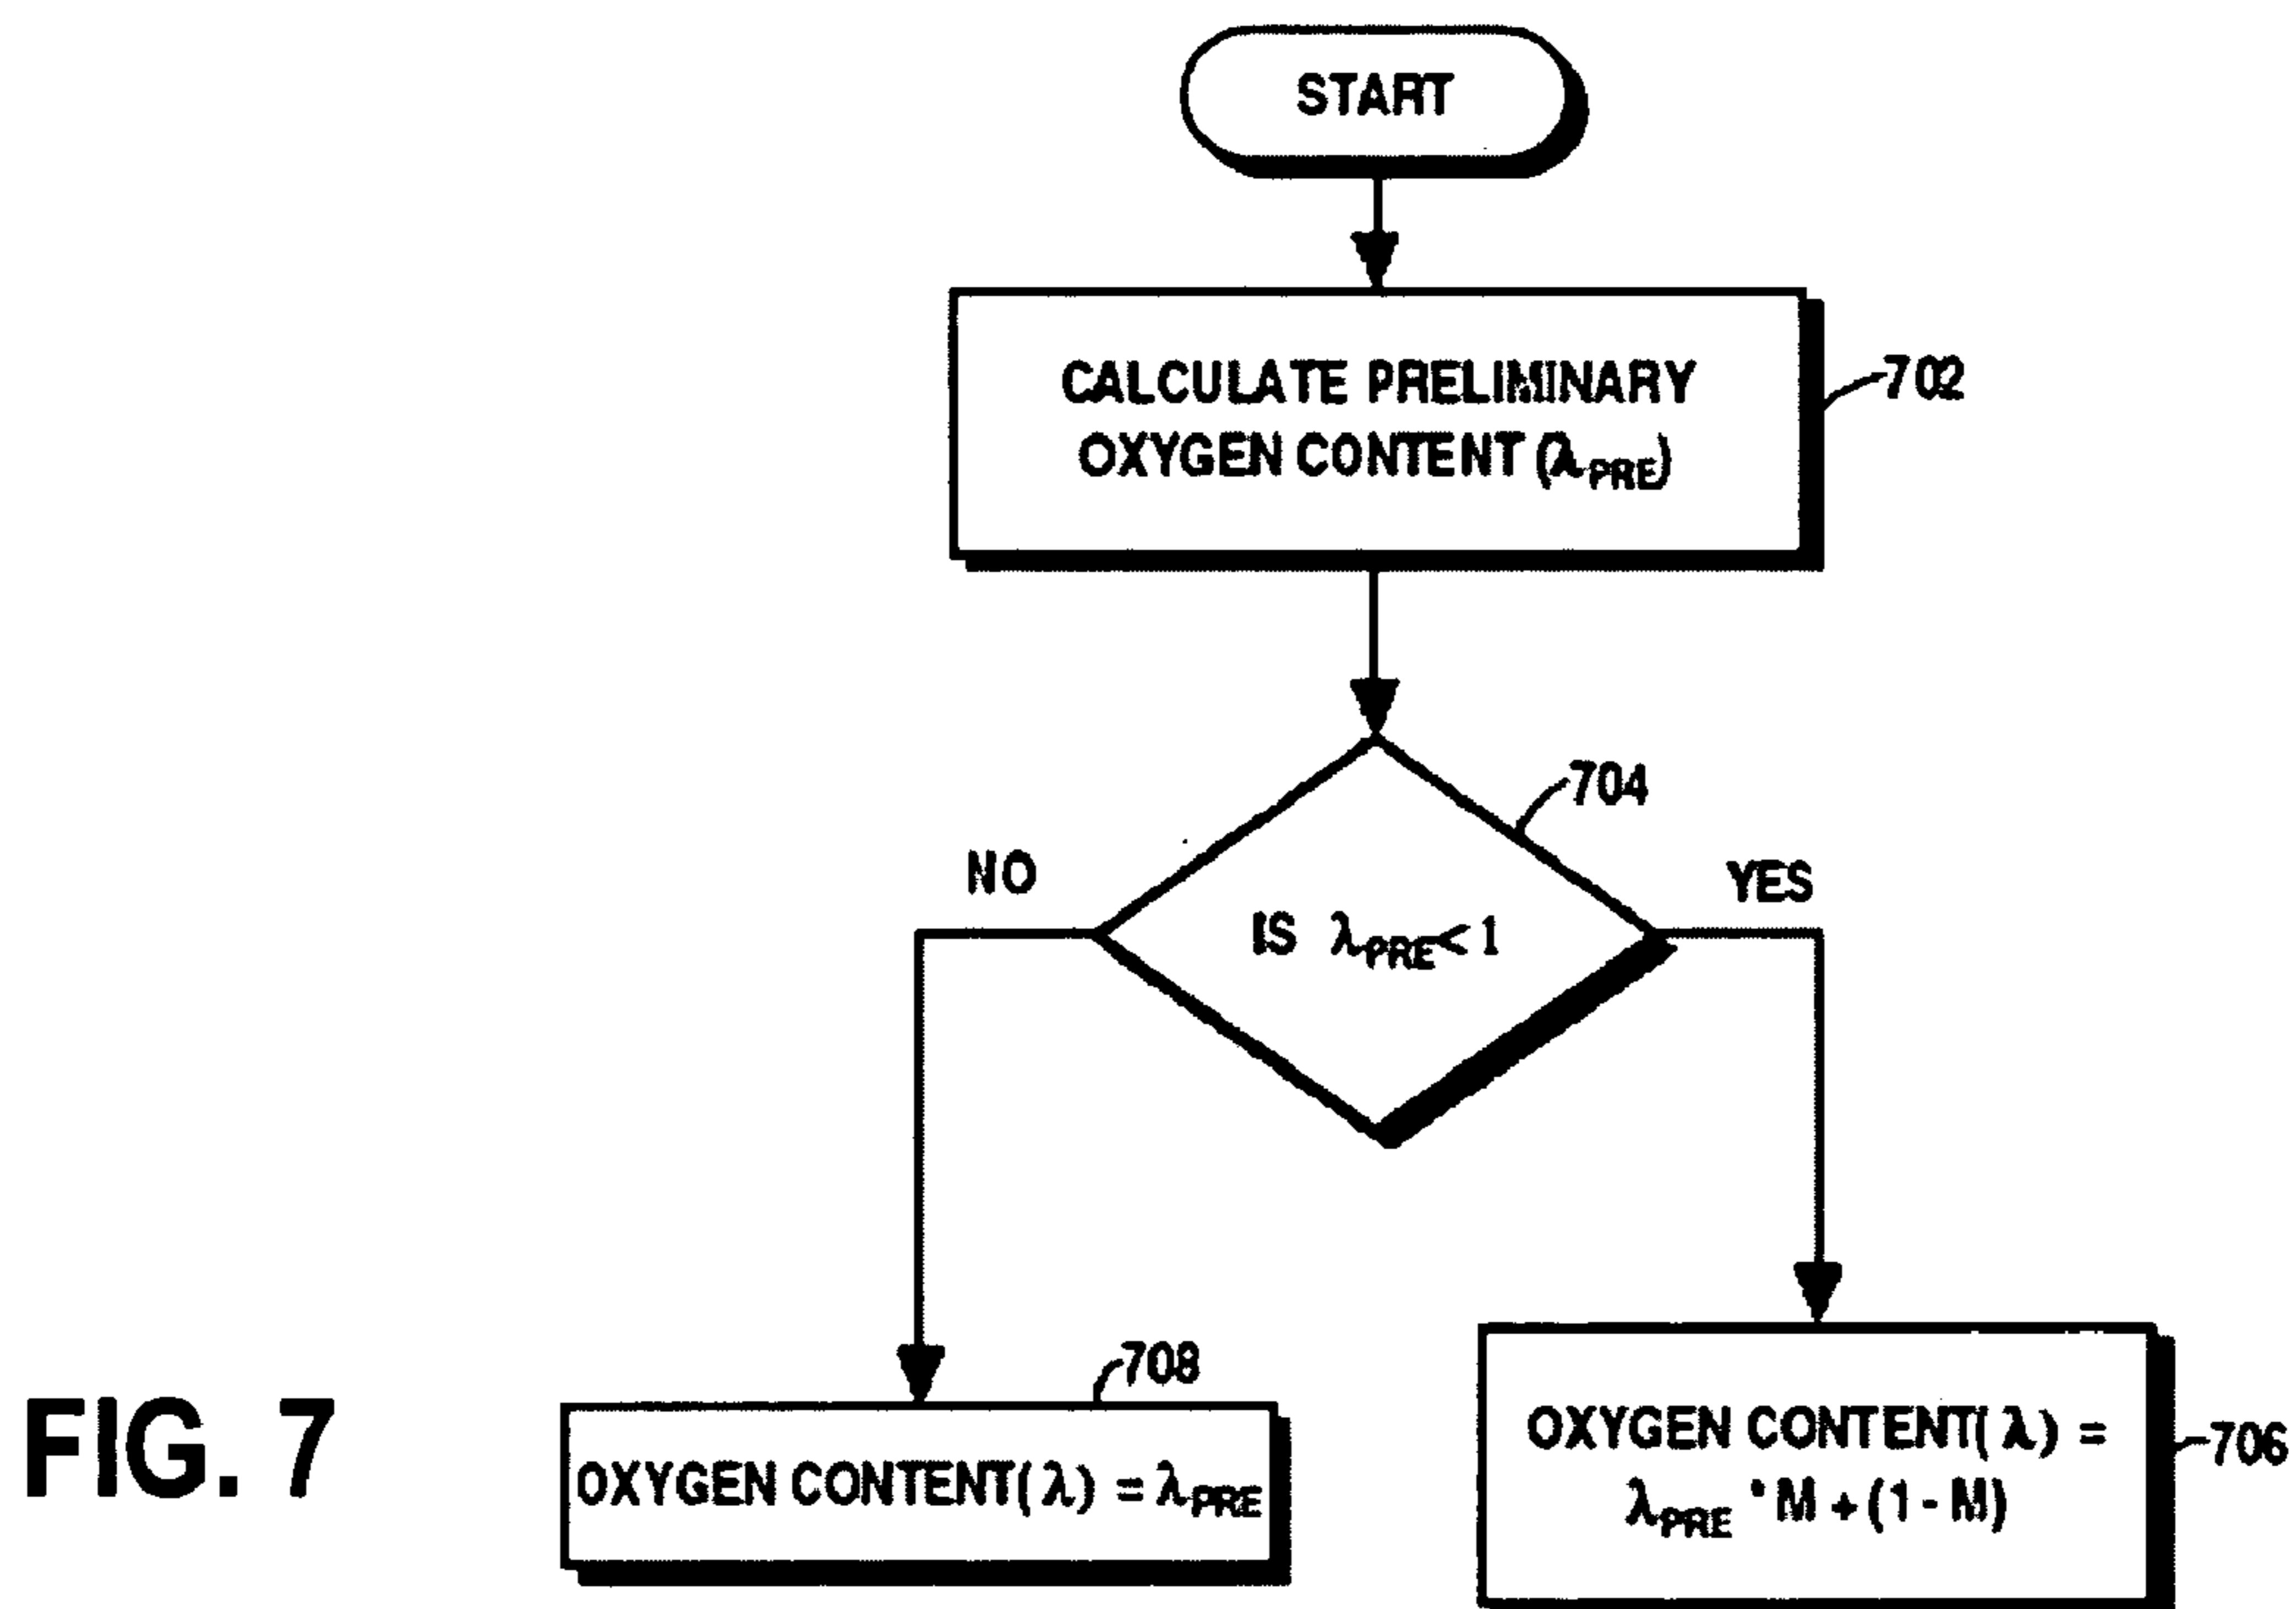 START
CALCULATE PRELIMINARY
OXYGEN CONTENT (λPRE)
702
704
NO
YES
IS λPRE < 1
708
OXYGEN CONTENT(λ) = λPRE
OXYGEN CONTENT(λ) =
λPRE * M + (1 - M)
706
FIG. 7